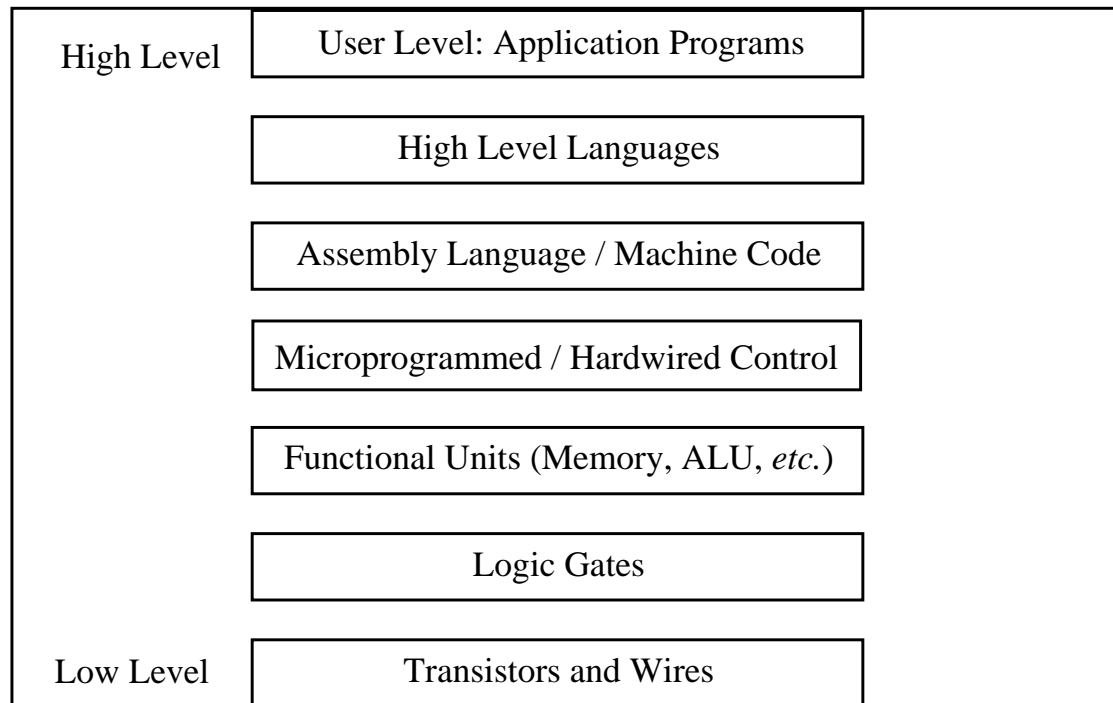 High Level
User Level: Application Programs
High Level Languages
Assembly Language / Machine Code
Microprogrammed / Hardwired Control
Functional Units (Memory, ALU, etc.)
Logic Gates
Low Level
Transistors and Wires